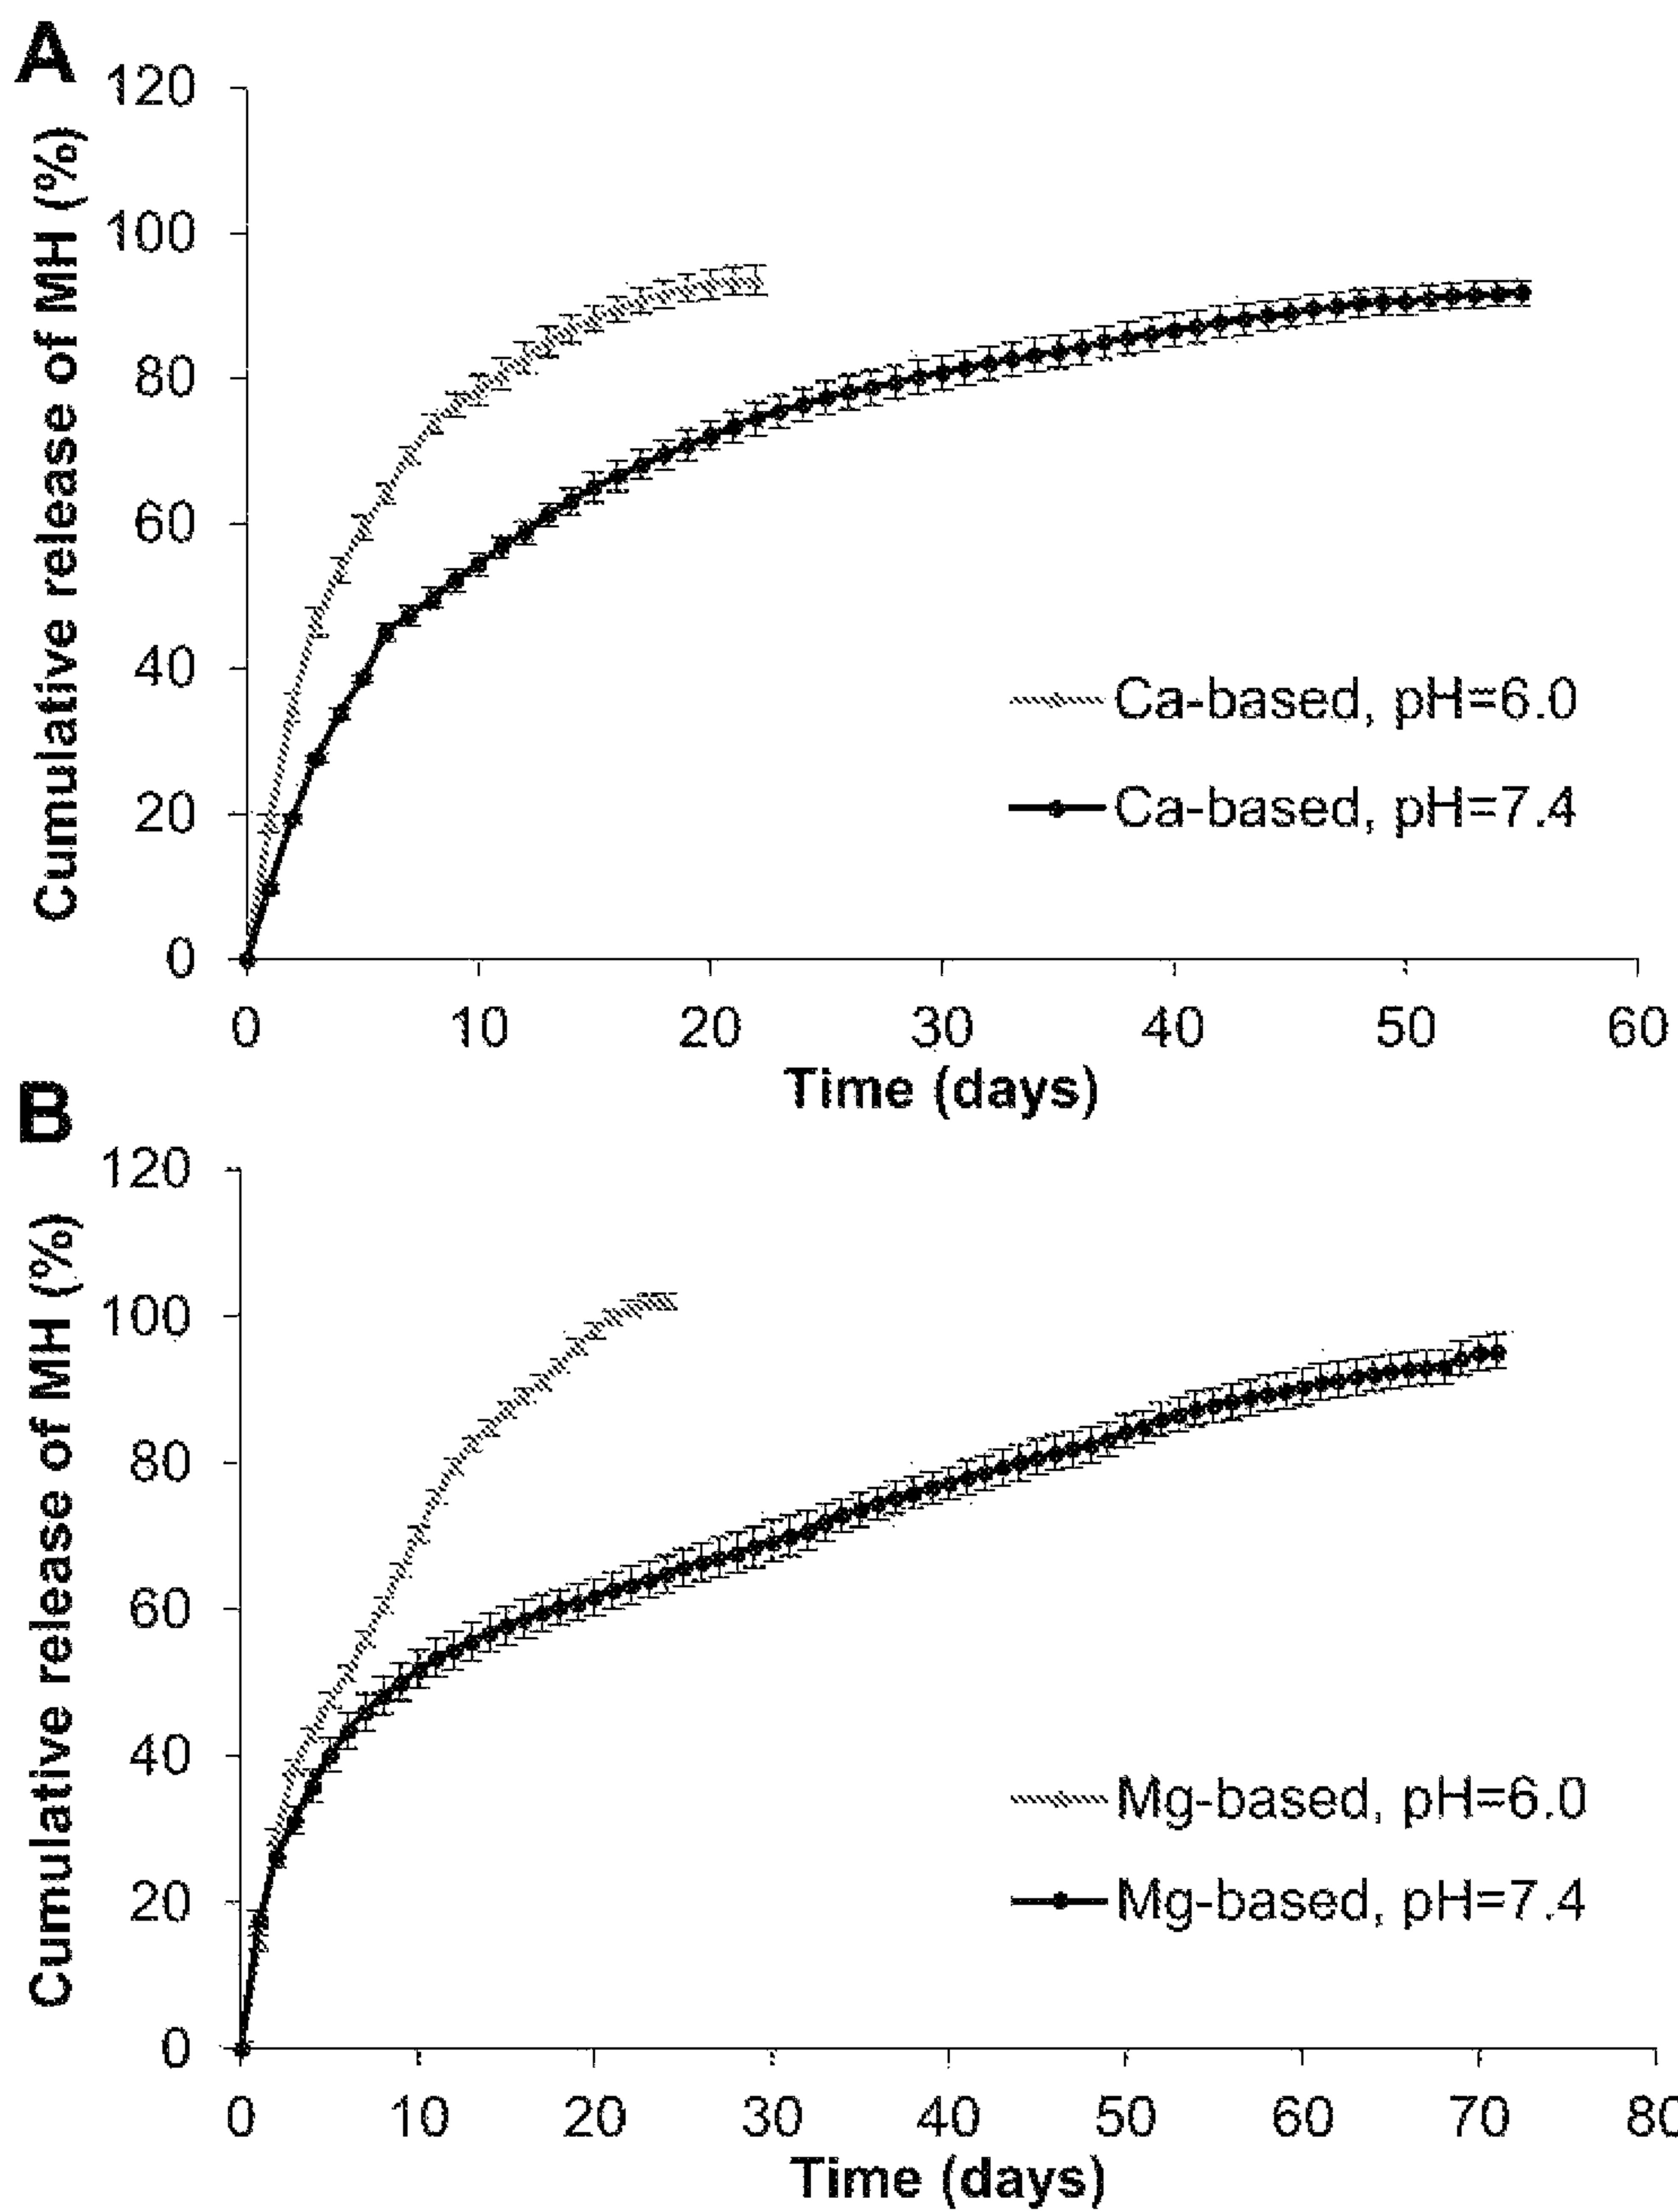 A
Cumulative release of MH (%)
120
100
80
60
40
20
0
Ca-based, pH=6.0
Ca-based, pH=7.4
0 10 20 30 40 50 60
Time (days)
B
Cumulative release of MH (%)
120
100
80
60
40
20
0
Mg-based, pH=6.0
Mg-based, pH=7.4
0 10 20 30 40 50 60 70 80
Time (days)